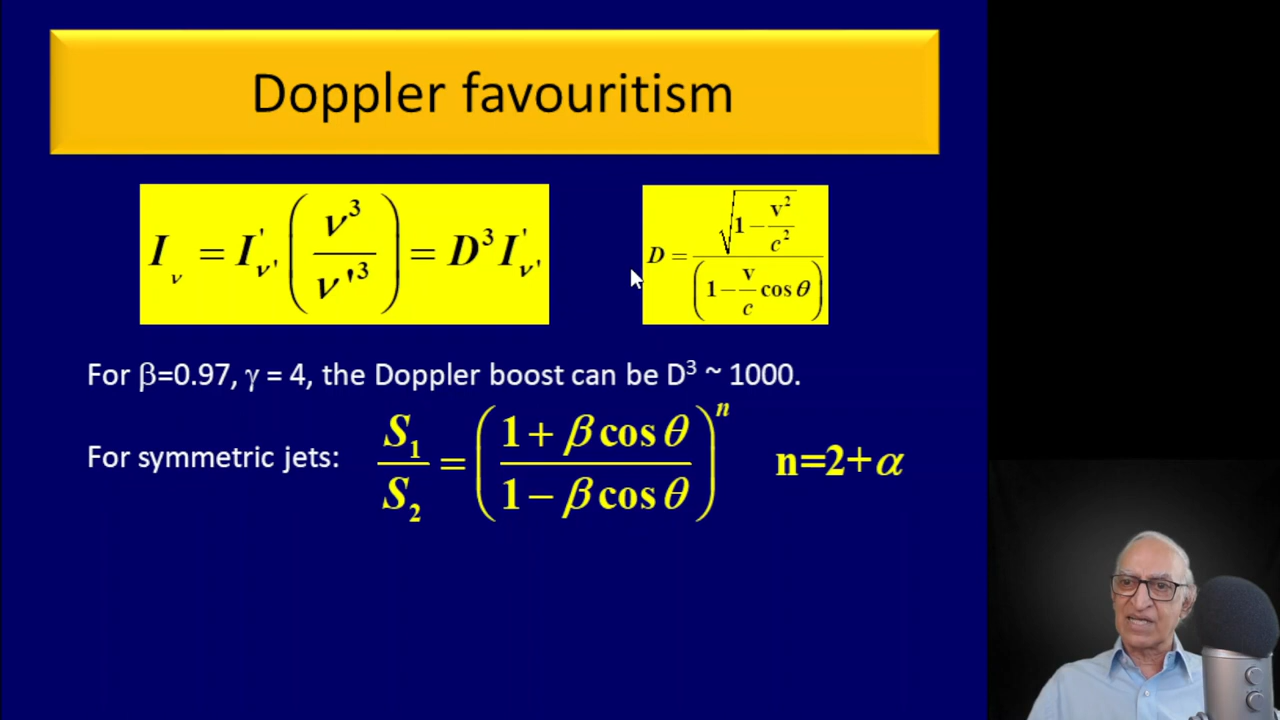 Doppler favouritism
I_ν = I'_ν' (ν³/ν'³) = D³ I'_ν'
D = √(1 − v²/c²) / (1 − v/c cos θ)
For β=0.97, γ = 4, the Doppler boost can be D³ ~ 1000.
For symmetric jets: S₁/S₂ = ((1 + β cos θ)/(1 − β cos θ))ⁿ n=2+α